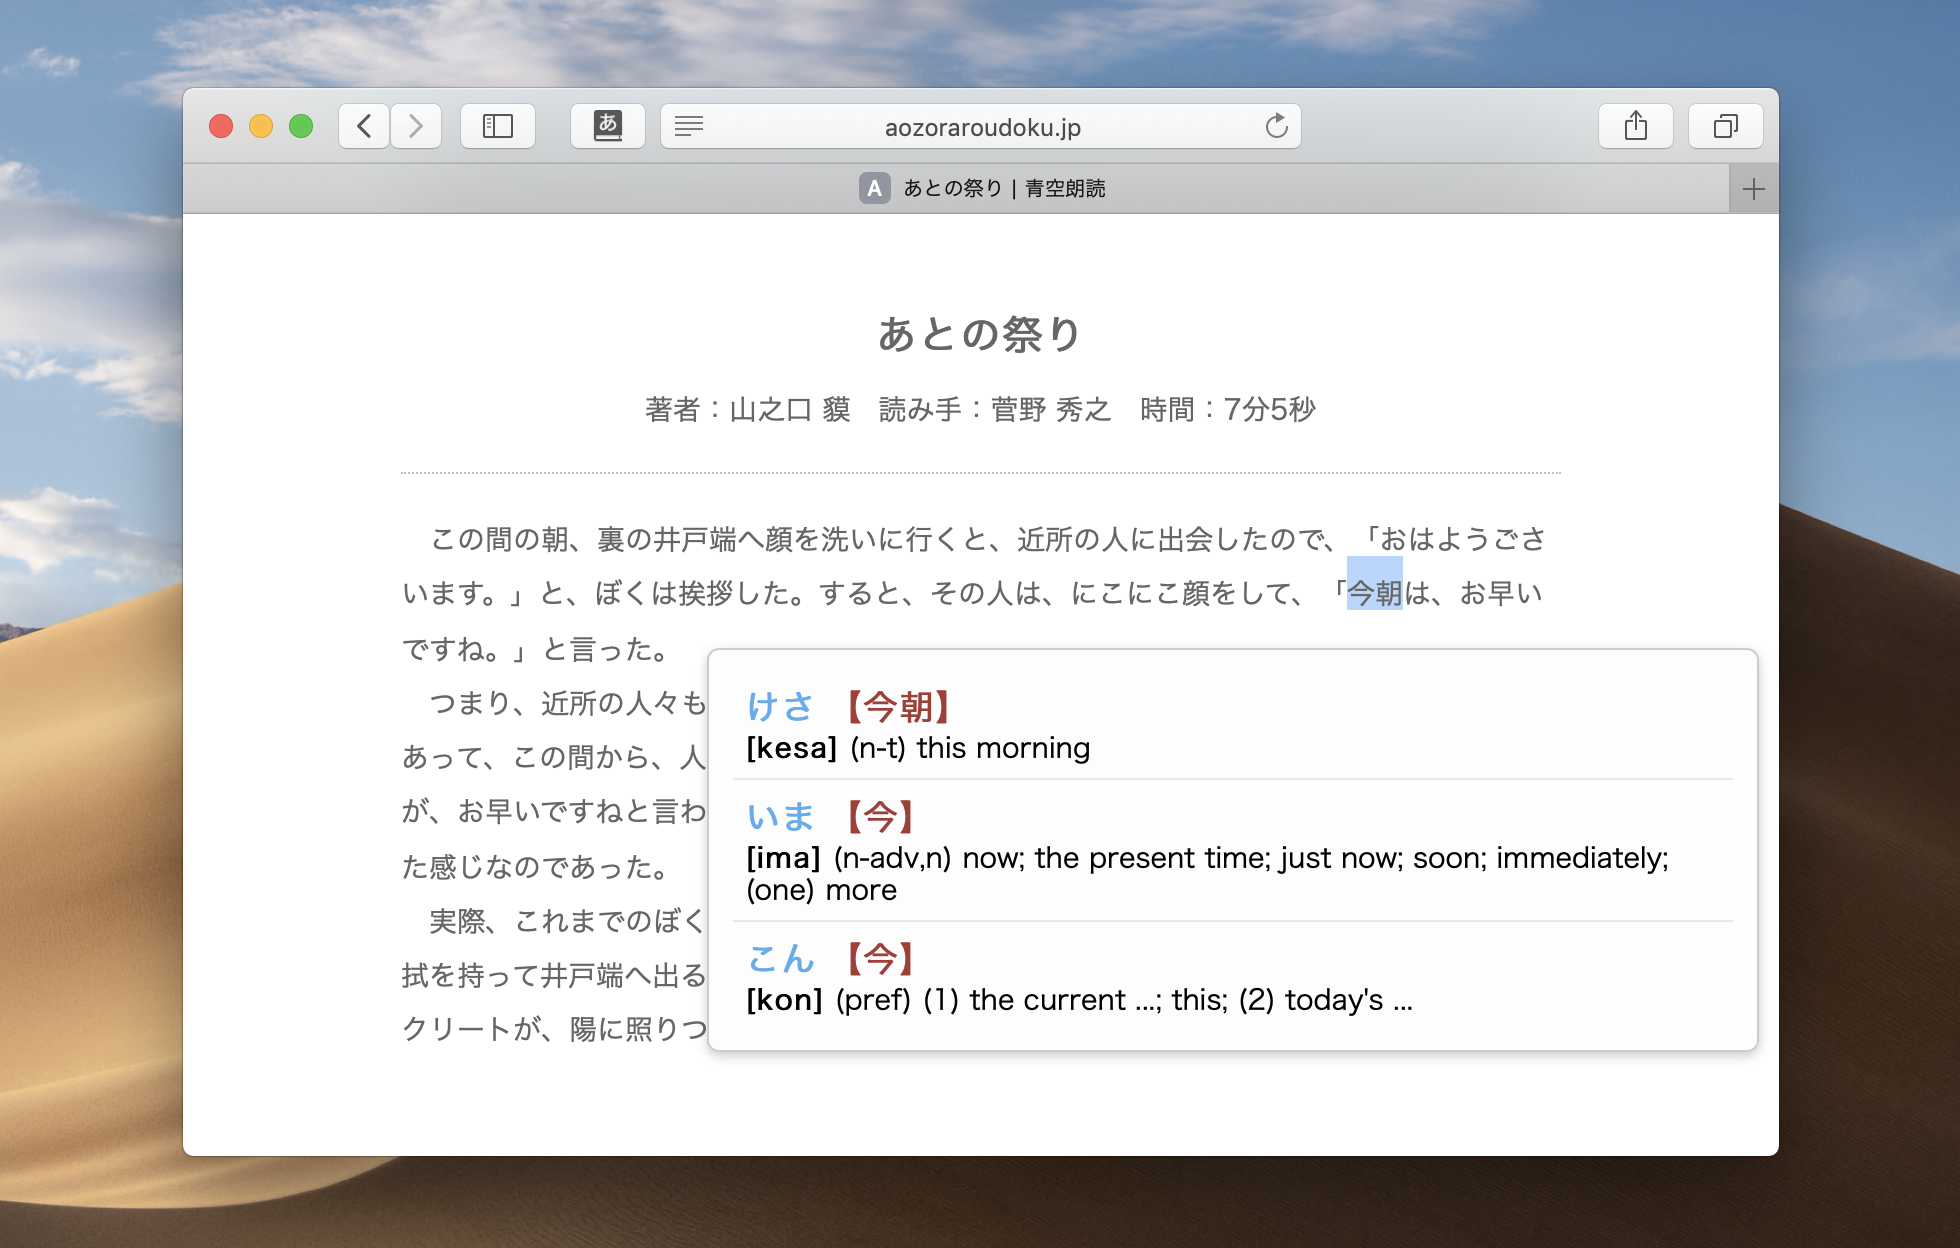 あ
aozoraroudoku.jp
A あとの祭り | 青空朗読
あとの祭り
著者：山之口 貘　読み手：菅野 秀之　時間：7分5秒
この間の朝、裏の井戸端へ顔を洗いに行くと、近所の人に出会したので、「おはようござ
います。」と、ぼくは挨拶した。すると、その人は、にこにこ顔をして、「今朝は、お早い
ですね。」と言った。
つまり、近所の人々も
あって、この間から、人
が、お早いですねと言わ
た感じなのであった。
実際、これまでのぼく
拭を持って井戸端へ出る
クリートが、陽に照りつ
けさ 【今朝】
[kesa] (n-t) this morning
いま 【今】
[ima] (n-adv,n) now; the present time; just now; soon; immediately;
(one) more
こん 【今】
[kon] (pref) (1) the current ...; this; (2) today's ...